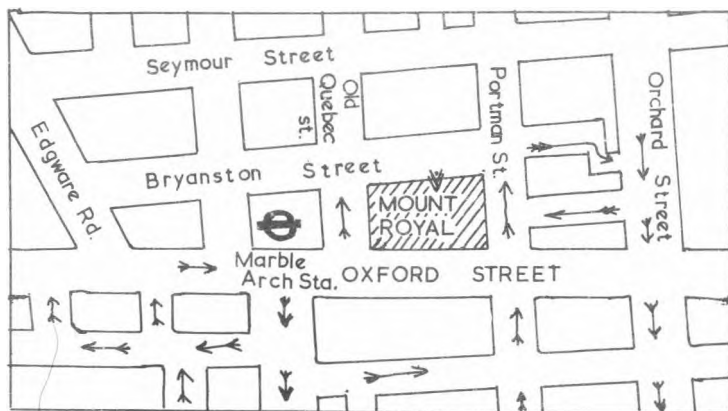 Seymour Street
Edgware Rd.
Old
Quebec
st.
Portman St.
Orchard Street
Bryanston Street
MOUNT
ROYAL
Marble
Arch Sta.
OXFORD STREET